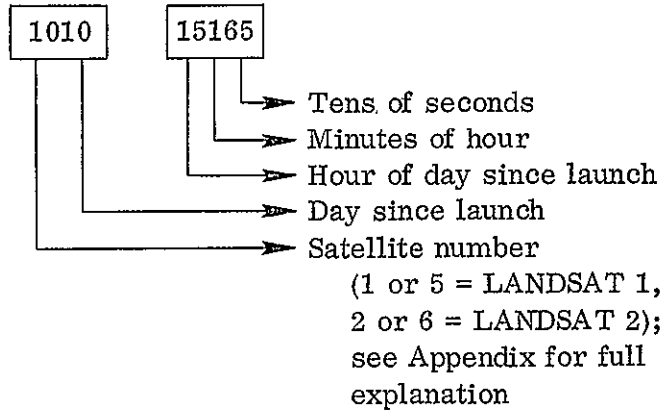 1010 15165
Tens of seconds
Minutes of hour
Hour of day since launch
Day since launch
Satellite number
(1 or 5 = LANDSAT 1,
2 or 6 = LANDSAT 2);
see Appendix for full
explanation